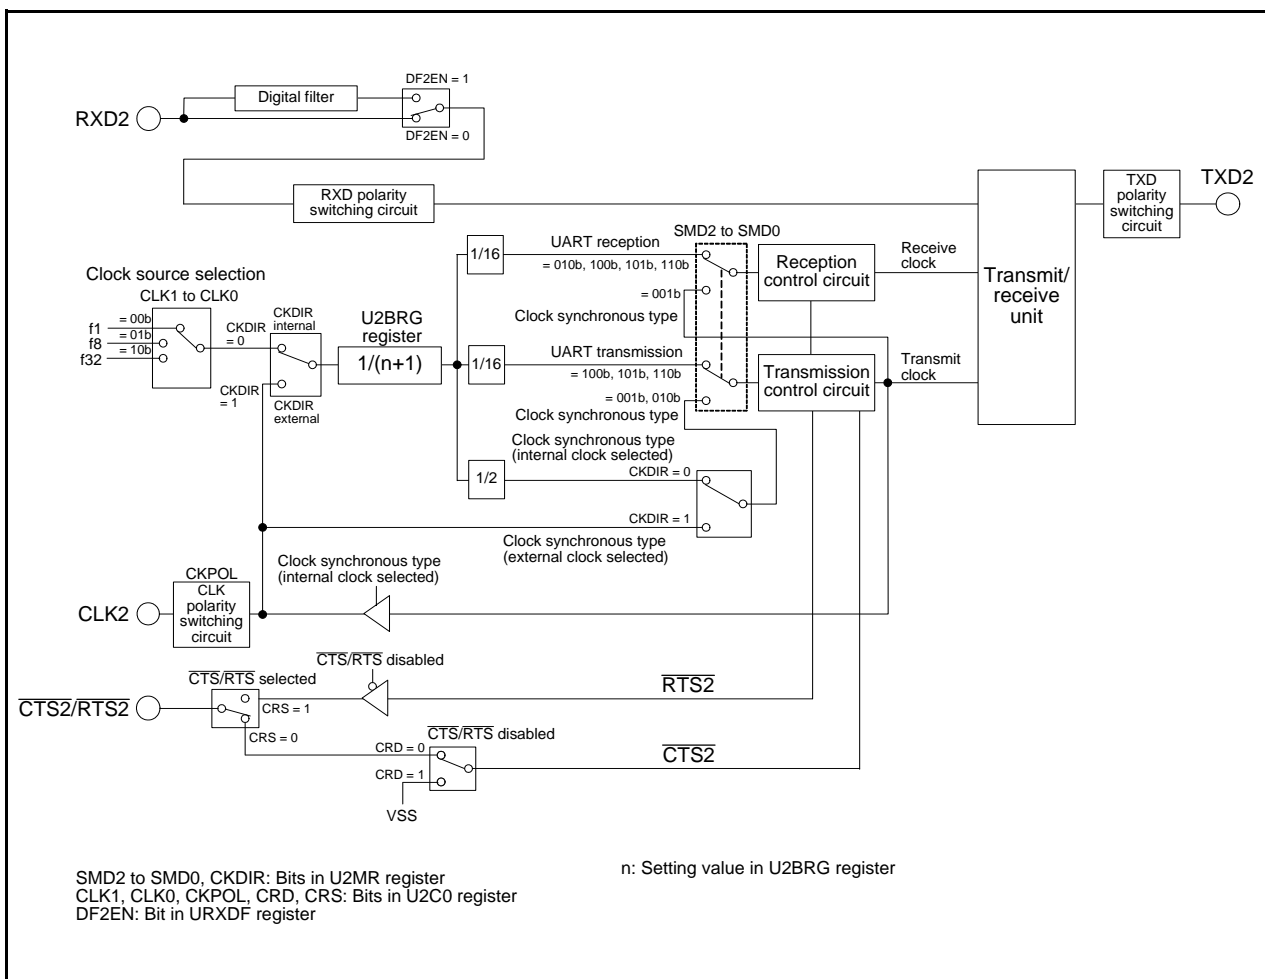 DF2EN = 1
Digital filter
RXD2
DF2EN = 0
RXD polarity
switching circuit
TXD
polarity
switching
circuit
TXD2
SMD2 to SMD0
1/16
UART reception
= 010b, 100b, 101b, 110b
Reception
control circuit
Receive
clock
Transmit/
receive
unit
Clock source selection
CLK1 to CLK0
= 00b
f1
= 01b
f8
= 10b
f32
CKDIR
= 0
CKDIR
internal
CKDIR
= 1
CKDIR
external
U2BRG
register
1/(n+1)
= 001b
Clock synchronous type
1/16
UART transmission
= 100b, 101b, 110b
Transmission
control circuit
Transmit
clock
= 001b, 010b
Clock synchronous type
Clock synchronous type
(internal clock selected)
1/2
CKDIR = 0
CKDIR = 1
Clock synchronous type
(external clock selected)
Clock synchronous type
(internal clock selected)
CKPOL
CLK
polarity
switching
circuit
CLK2
CTS/RTS disabled
CTS/RTS selected
CTS2/RTS2
CRS = 1
RTS2
CRS = 0
CTS/RTS disabled
CRD = 0
CTS2
CRD = 1
VSS
n: Setting value in U2BRG register
SMD2 to SMD0, CKDIR: Bits in U2MR register
CLK1, CLK0, CKPOL, CRD, CRS: Bits in U2C0 register
DF2EN: Bit in URXDF register